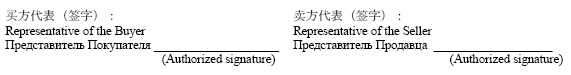 买方代表（签字）：
Representative of the Buyer
Представитель Покупателя
(Authorized signature)
卖方代表（签字）：
Representative of the Seller
Представитель Продавца
(Authorized signature)